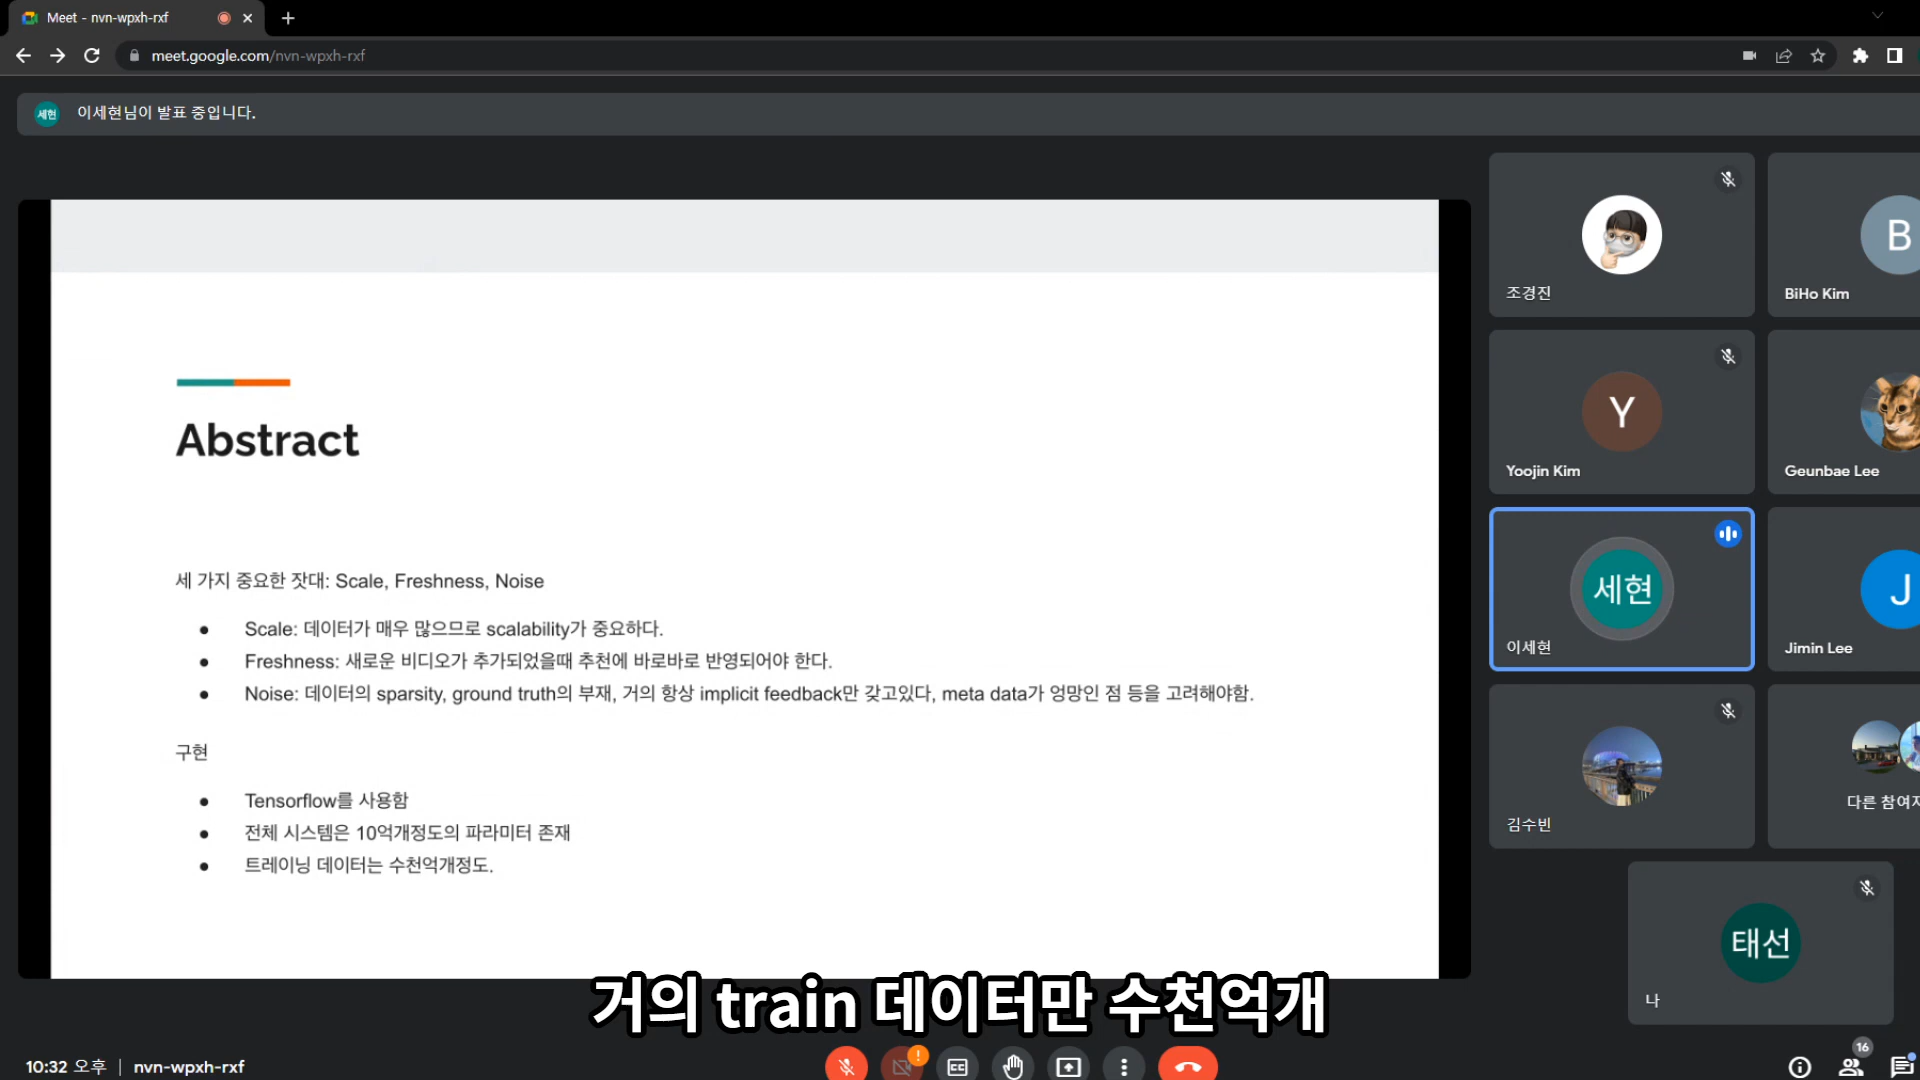 Meet - nvn-wpxh-rxf
meet.google.com/nvn-wpxh-rxf
세현 이세현님이 발표 중입니다.
Abstract
세 가지 중요한 잣대: Scale, Freshness, Noise
● Scale: 데이터가 매우 많으므로 scalability가 중요하다.
● Freshness: 새로운 비디오가 추가되었을때 추천에 바로바로 반영되어야 한다.
● Noise: 데이터의 sparsity, ground truth의 부재, 거의 항상 implicit feedback만 갖고있다, meta data가 엉망인 점 등을 고려해야함.
구현
● Tensorflow를 사용함
● 전체 시스템은 10억개정도의 파라미터 존재
● 트레이닝 데이터는 수천억개정도.
조경진
B
BiHo Kim
Y
Yoojin Kim
Geunbae Lee
세현
이세현
J
Jimin Lee
김수빈
다른 참여
태선
나
거의 train 데이터만 수천억개
10:32 오후 | nvn-wpxh-rxf
!
CC
16